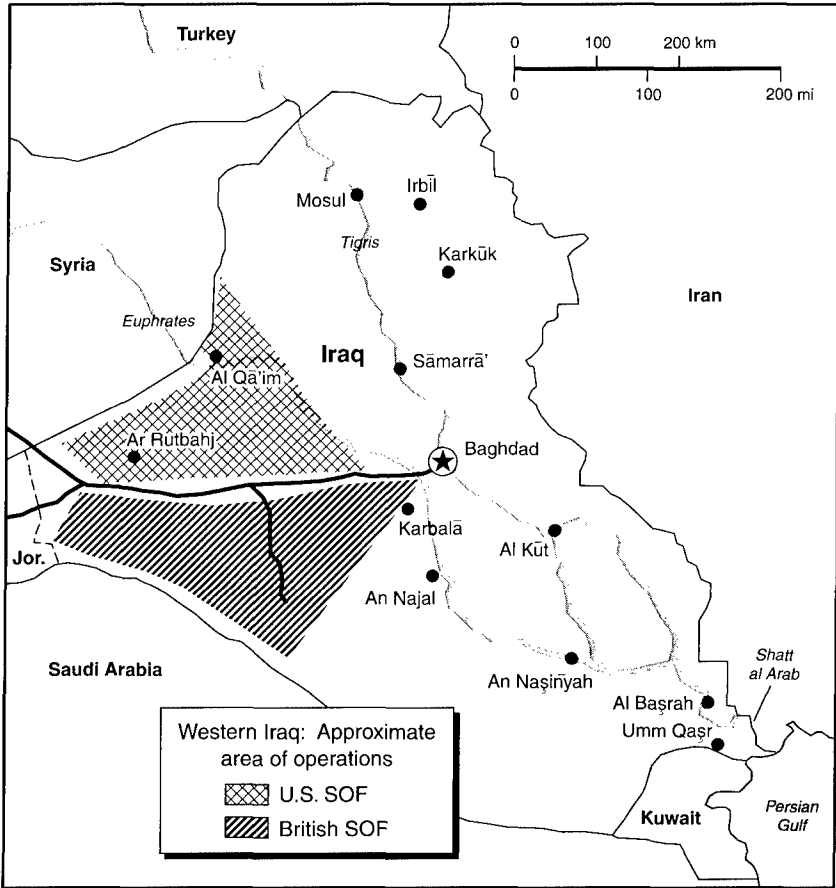 Turkey
0 100 200 km
0 100 200 mi
Mosul
Irbīl
Tigris
Karkūk
Syria
Iran
Euphrates
Iraq
Sāmarrā'
Al Qā'im
Ar Rutbahj
Baghdad
Karbalā
Al Kūt
Jor.
An Najal
Saudi Arabia
An Naşiñyah
Shatt
al Arab
Al Başrah
Umm Qaşr
Western Iraq: Approximate
area of operations
U.S. SOF
British SOF
Kuwait
Persian
Gulf